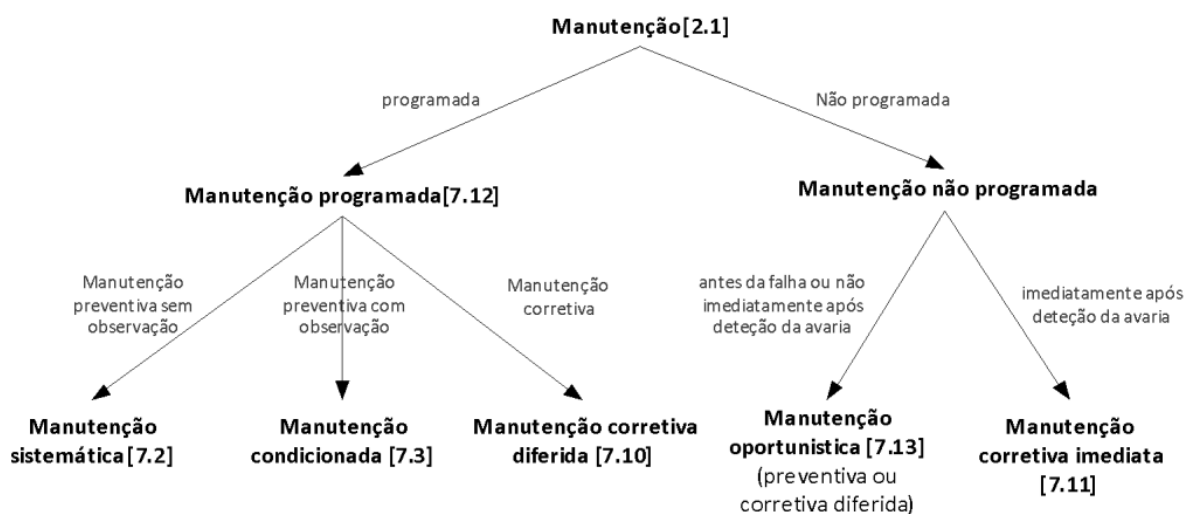 Manutenção[2.1]
programada
Não programada
Manutenção programada[7.12]
Manutenção não programada
Manutenção
preventiva sem
observação
Manutenção
preventiva com
observação
Manutenção
corretiva
antes da falha ou não
imediatamente após
deteção da avaria
imediatamente após
deteção da avaria
Manutenção
sistemática[7.2]
Manutenção
condicionada [7.3]
Manutenção corretiva
diferida [7.10]
Manutenção
oportunistica [7.13]
(preventiva ou
corretiva diferida)
Manutenção
corretiva imediata
[7.11]